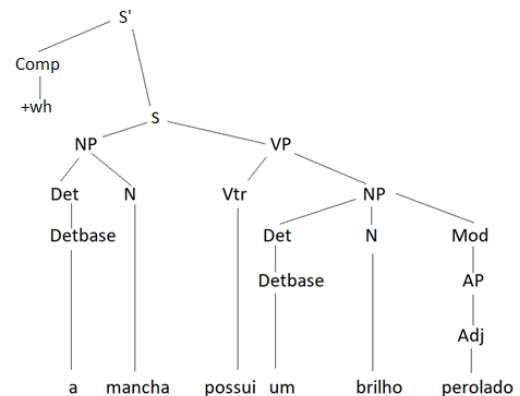 S'
Comp
+wh
S
NP VP
Det N Vtr NP
Detbase Det N Mod
Detbase AP
Adj
a mancha possui um brilho perolado